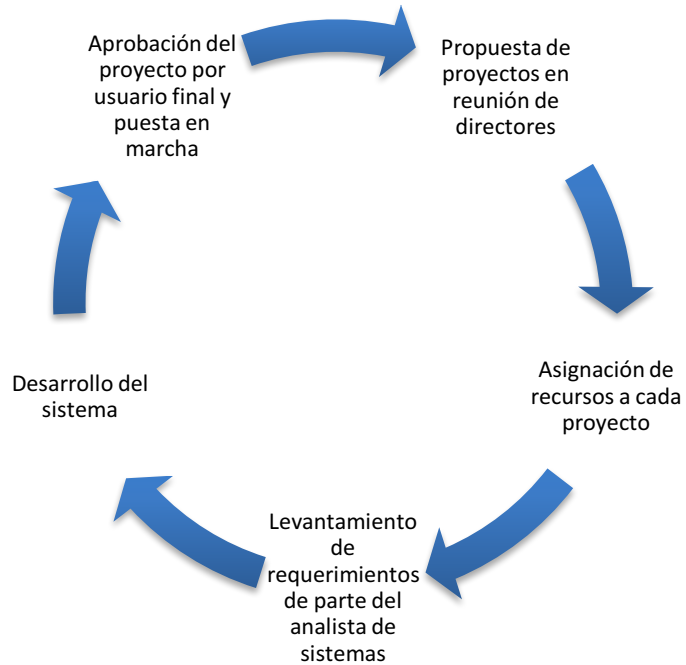 Aprobación del
proyecto por
usuario final y
puesta en
marcha
Propuesta de
proyectos en
reunión de
directores
Asignación de
recursos a cada
proyecto
Levantamiento
de
requerimientos
de parte del
analista de
sistemas
Desarrollo del
sistema